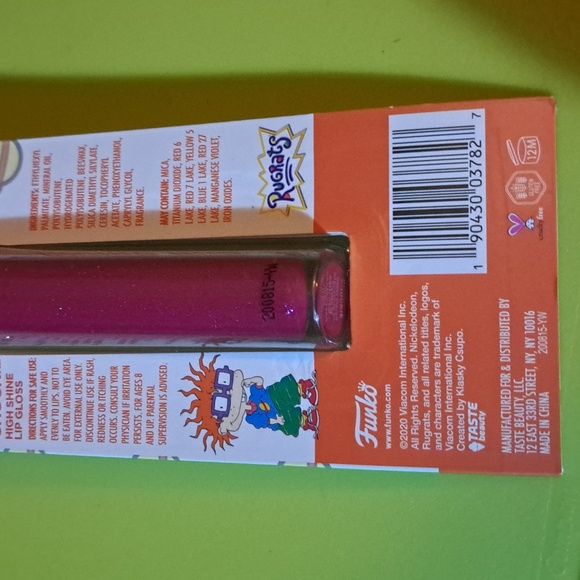 HIGH-SHINE
LIP GLOSS
DIRECTIONS FOR SAFE USE:
APPLY SMOOTHLY AND
EVENLY TO LIPS. NOT TO
BE EATEN. AVOID EYE AREA.
FOR EXTERNAL USE ONLY.
DISCONTINUE USE IF RASH,
REDNESS OR ITCHING
OCCURS. CONSULT YOUR
PHYSICIAN IF IRRITATION
PERSISTS. FOR AGES 8
AND UP. PARENTAL
SUPERVISION IS ADVISED.
200815-YW
INGREDIENTS: ETHYLHEXYL
PALMITATE, MINERAL OIL,
POLYISOBUTENE,
HYDROGENATED
POLYISOBUTENE, BEESWAX,
SILICA DIMETHYL SILYLATE,
CERESIN, TOCOPHERYL
ACETATE, PHENOXYETHANOL,
CAPRYLYL GLYCOL,
FRAGRANCE.
MAY CONTAIN: MICA,
TITANIUM DIOXIDE, RED 6
LAKE, RED 7 LAKE, YELLOW 5
LAKE, BLUE 1 LAKE, RED 27
LAKE, MANGANESE VIOLET,
IRON OXIDES.
RugRats
Funko
www.funko.com
©2020 Viacom International Inc.
All Rights Reserved. Nickelodeon,
Rugrats, and all related titles, logos,
and characters are trademark of
Viacom International Inc.
Created by Klasky Csupo.
TASTE
beauty
MANUFACTURED FOR & DISTRIBUTED BY
TASTE BEAUTY, LLC.
12 EAST 33RD STREET, NY, NY 10016
MADE IN CHINA
200815-YW
1 90430 03782 7
12M
GLUTEN
FREE
cruelty free